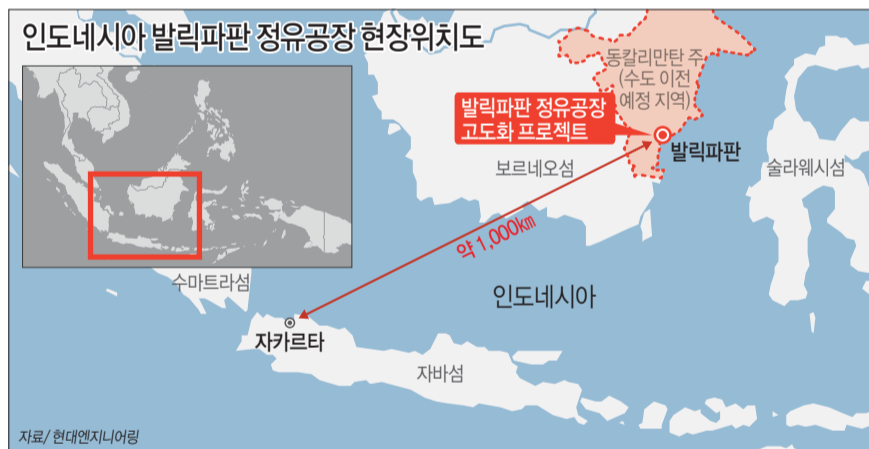 인도네시아 발릭파판 정유공장 현장위치도
동칼리만탄 주
(수도 이전
예정 지역)
발릭파판 정유공장
고도화 프로젝트
발릭파판
보르네오섬
술라웨시섬
약 1,000㎞
수마트라섬
인도네시아
자카르타
자바섬
자료/ 현대엔지니어링